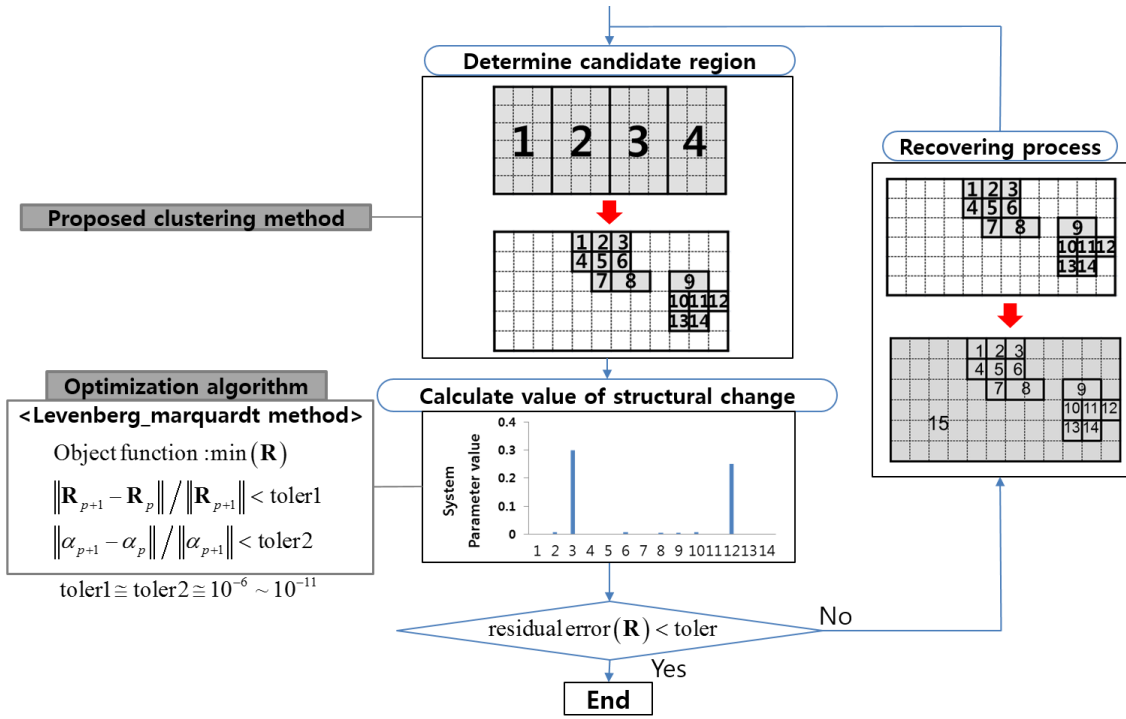 Determine candidate region
1 2 3 4
Proposed clustering method
1 2 3
4 5 6
7 8
9
10 11 12
13 14
Optimization algorithm
<Levenberg_marquardt method>
Object function :min(R)
‖R_{p+1} − R_p‖ / ‖R_{p+1}‖ < toler1
‖α_{p+1} − α_p‖ / ‖α_{p+1}‖ < toler2
toler1 ≅ toler2 ≅ 10^{-6} ~ 10^{-11}
Calculate value of structural change
System
Parameter value
0.4
0.3
0.2
0.1
0
1 2 3 4 5 6 7 8 9 10 11 12 13 14
residual error(R) < toler
No
Yes
End
Recovering process
1 2 3
4 5 6
7 8
9
10 11 12
13 14
1 2 3
4 5 6
7 8
9
10 11 12
13 14
15